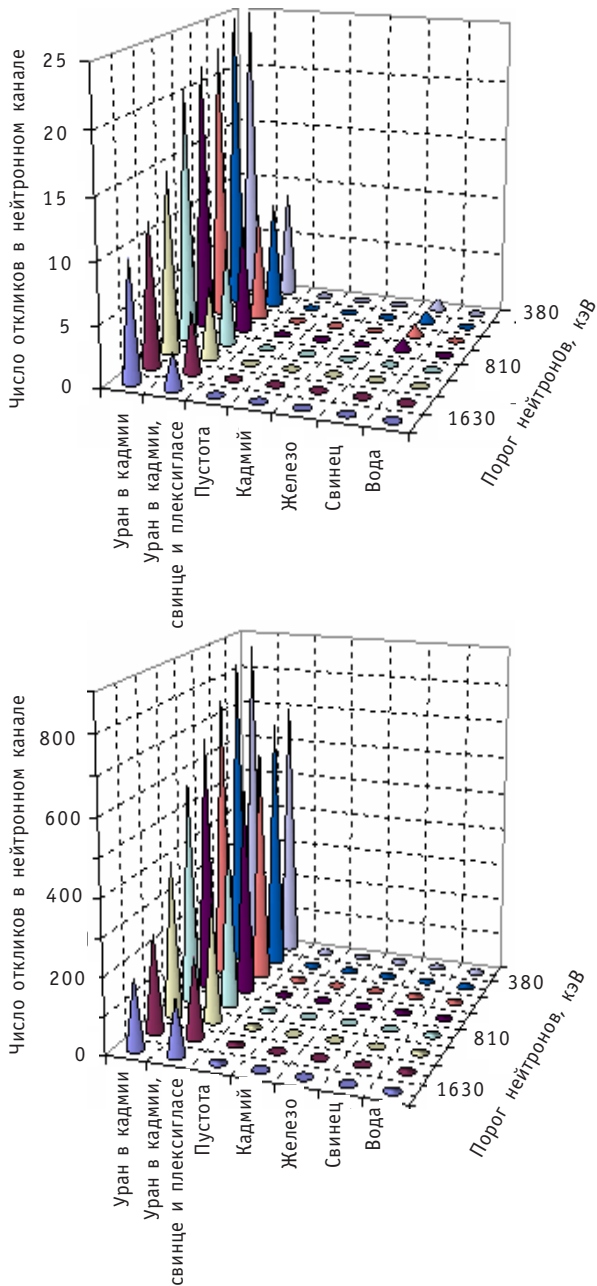 Число откликов в нейтронном канале
25
20
15
10
5
0
Уран в кадмии
Уран в кадмии,
свинце и плексигласе
Пустота
Кадмий
Железо
Свинец
Вода
380
810
1630
Порог нейтрон0в, кэВ
Число откликов в нейтронном канале
800
600
400
200
0
Уран в кадмии
Уран в кадмии,
свинце и плексигласе
Пустота
Кадмий
Железо
Свинец
Вода
380
810
1630
Порог нейтронов, кэВ